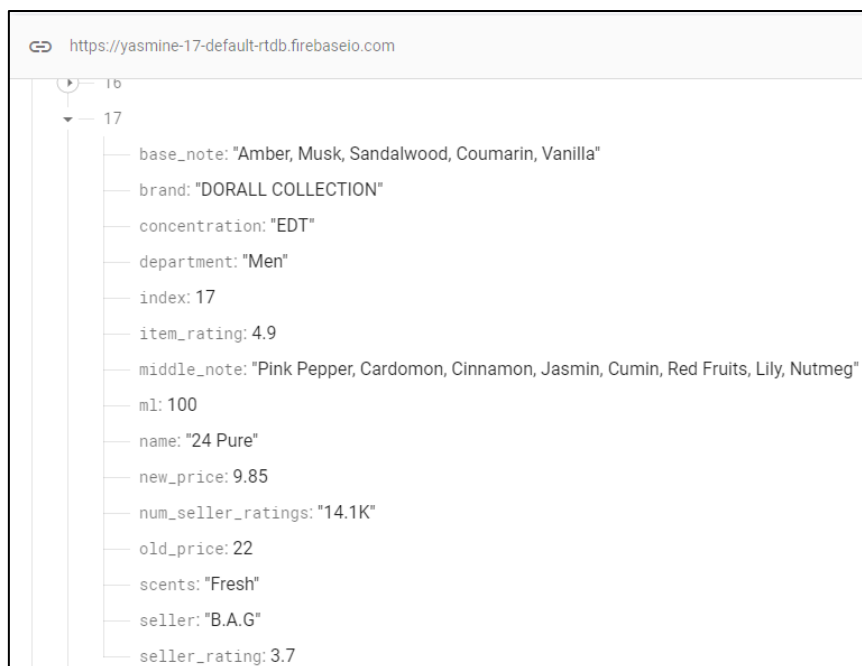 https://yasmine-17-default-rtdb.firebaseio.com
16
17
base_note: "Amber, Musk, Sandalwood, Coumarin, Vanilla"
brand: "DORALL COLLECTION"
concentration: "EDT"
department: "Men"
index: 17
item_rating: 4.9
middle_note: "Pink Pepper, Cardomon, Cinnamon, Jasmin, Cumin, Red Fruits, Lily, Nutmeg"
ml: 100
name: "24 Pure"
new_price: 9.85
num_seller_ratings: "14.1K"
old_price: 22
scents: "Fresh"
seller: "B.A.G"
seller_rating: 3.7